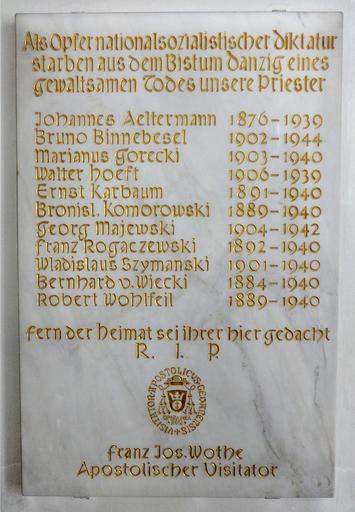 Als Opfer nationalsozialistischer Diktatur
starben aus dem Bistum Danzig eines
gewaltsamen Todes unsere Priester
Johannes Aeltermann 1876-1939
Bruno Binnebesel 1902-1944
Marianus Gorecki 1903-1940
Walter Hoeft 1906-1939
Ernst Karbaum 1891-1940
Bronisl. Komorowski 1889-1940
Georg Majewski 1904-1942
Franz Rogaczewski 1892-1940
Wladislaus Szymanski 1901-1940
Bernhard v. Wiecki 1884-1940
Robert Wohlfeil 1889-1940
fern der Heimat sei ihrer hier gedacht
R. I. P.
VISITATOR · APOSTOLICUS · GEDANENSIS
Franz Jos. Wothe
Apostolischer Visitator